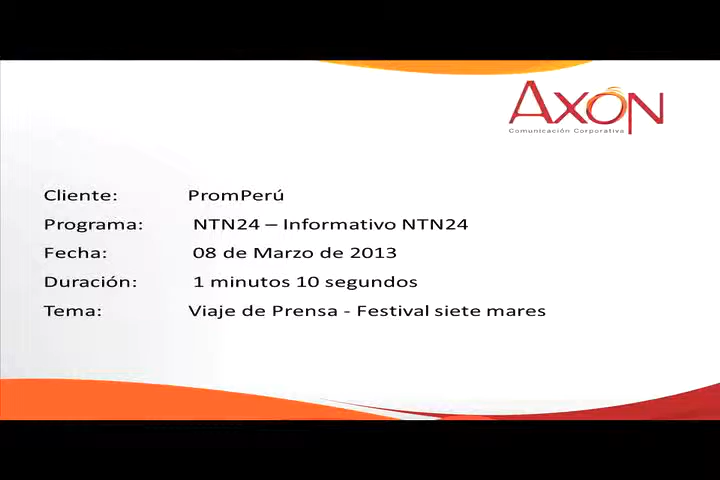 AXÓN
Comunicación Corporativa
Cliente: PromPerú
Programa: NTN24 – Informativo NTN24
Fecha: 08 de Marzo de 2013
Duración: 1 minutos 10 segundos
Tema: Viaje de Prensa - Festival siete mares